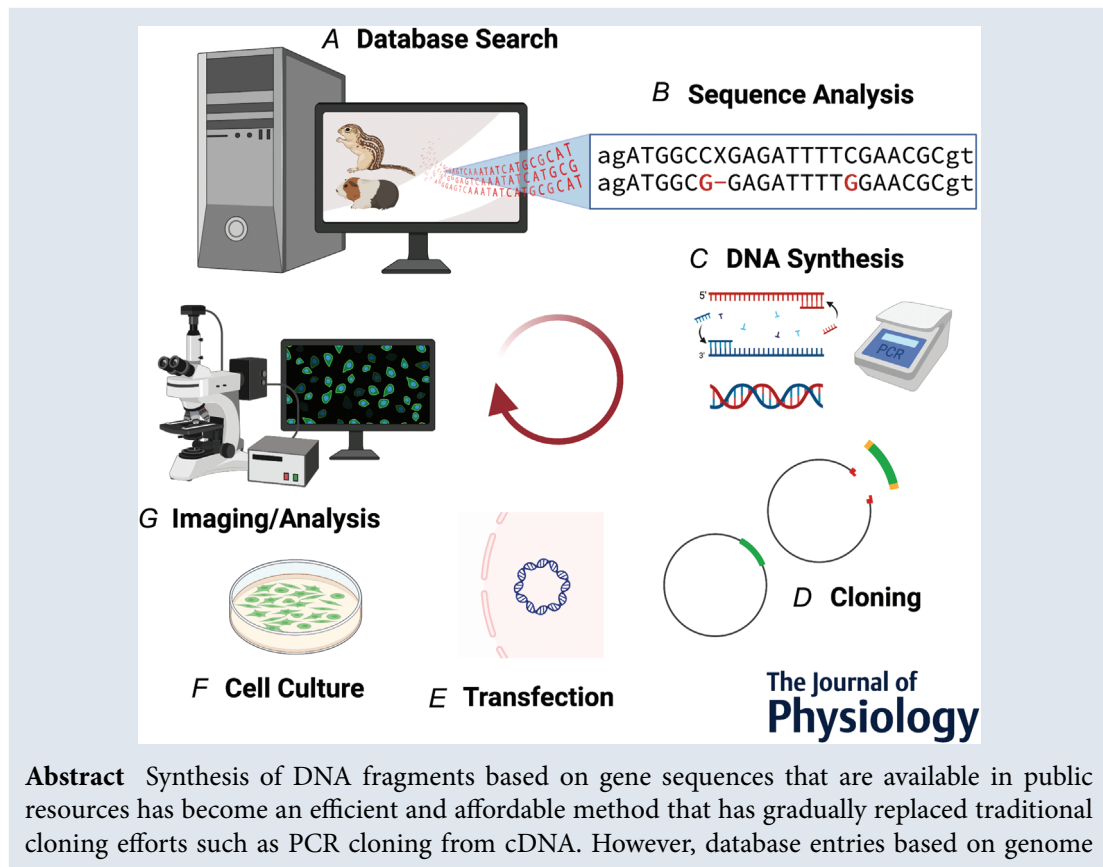 A Database Search
B Sequence Analysis
agATGGCCXGAGATTTTCGAACGCgt
agATGGCG-GAGATTTTGGAACGCgt
C DNA Synthesis
5'
3'
PCR
G Imaging/Analysis
D Cloning
F Cell Culture
E Transfection
The Journal of
Physiology
Abstract Synthesis of DNA fragments based on gene sequences that are available in public
resources has become an efficient and affordable method that has gradually replaced traditional
cloning efforts such as PCR cloning from cDNA. However, database entries based on genome